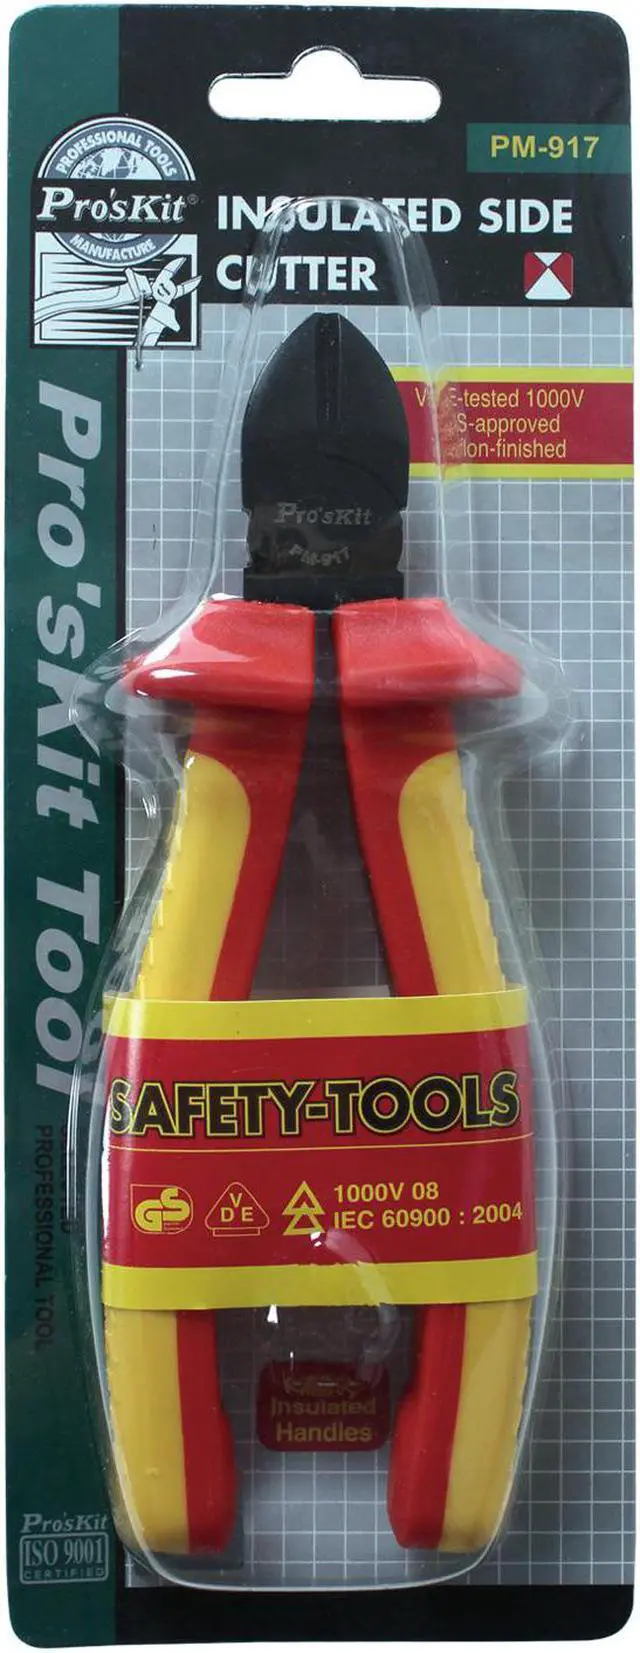 PM-917
PROFESSIONAL TOOLS
Pro'sKit®
MANUFACTURE
INSULATED SIDE
CUTTER
-tested 1000V
S-approved
-finished
Pro'sKit
PM-917
Pro'sKit Tool
PROFESSIONAL TOOL
SAFETY-TOOLS
GS
VDE
1000V 08
IEC 60900 : 2004
Insulated
Handles
Pro'sKit
ISO 9001
CERTIFIED